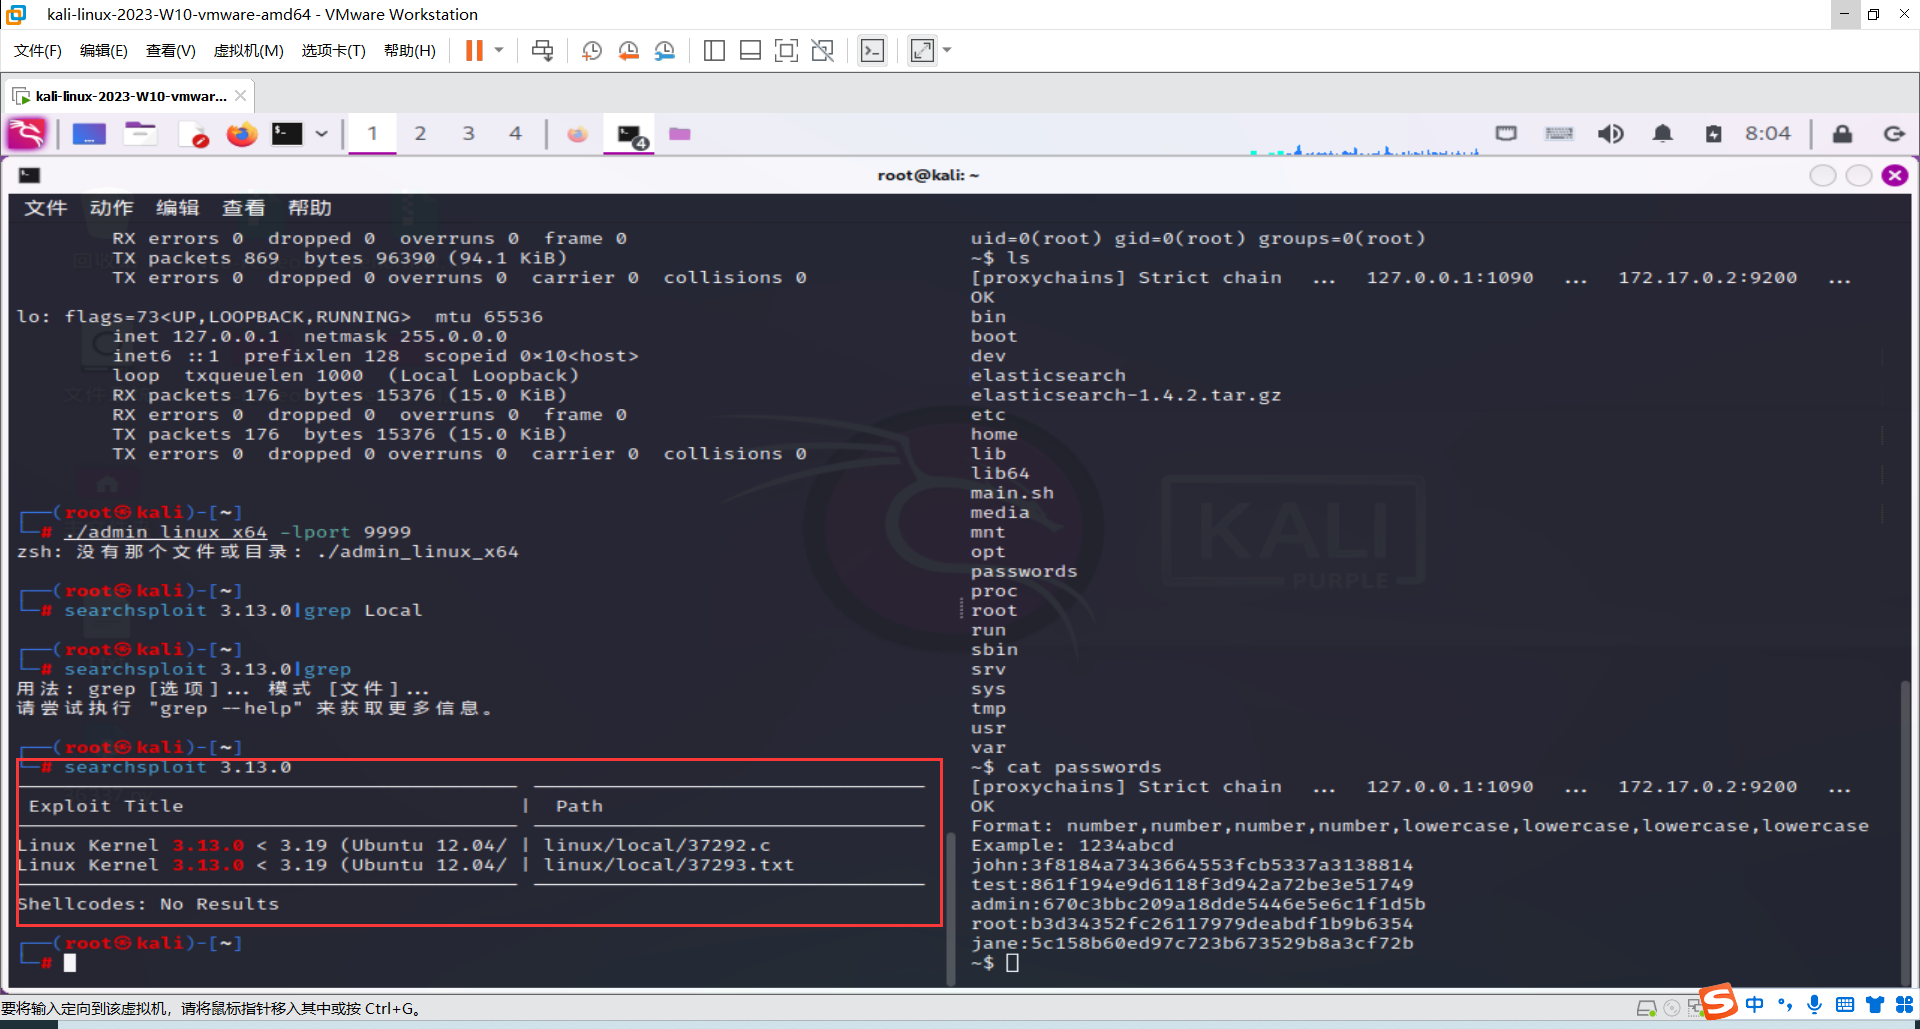 kali-linux-2023-W10-vmware-amd64 - VMware Workstation
文件(F) 编辑(E) 查看(V) 虚拟机(M) 选项卡(T) 帮助(H)
kali-linux-2023-W10-vmwar...
1 2 3 4 4 8:04
root@kali: ~
文件 动作 编辑 查看 帮助
RX errors 0  dropped 0  overruns 0  frame 0
TX packets 869  bytes 96390 (94.1 KiB)
TX errors 0  dropped 0 overruns 0  carrier 0  collisions 0
lo: flags=73<UP,LOOPBACK,RUNNING>  mtu 65536
inet 127.0.0.1  netmask 255.0.0.0
inet6 ::1  prefixlen 128  scopeid 0×10<host>
loop  txqueuelen 1000  (Local Loopback)
RX packets 176  bytes 15376 (15.0 KiB)
RX errors 0  dropped 0  overruns 0  frame 0
TX packets 176  bytes 15376 (15.0 KiB)
TX errors 0  dropped 0 overruns 0  carrier 0  collisions 0
┌──(root㉿kali)-[~]
└─# ./admin_linux_x64 -lport 9999
zsh: 没有那个文件或目录: ./admin_linux_x64
┌──(root㉿kali)-[~]
└─# searchsploit 3.13.0|grep Local
┌──(root㉿kali)-[~]
└─# searchsploit 3.13.0|grep
用法: grep [选项]... 模式 [文件]...
请尝试执行 "grep --help" 来获取更多信息。
┌──(root㉿kali)-[~]
└─# searchsploit 3.13.0
Exploit Title | Path
Linux Kernel 3.13.0 < 3.19 (Ubuntu 12.04/ | linux/local/37292.c
Linux Kernel 3.13.0 < 3.19 (Ubuntu 12.04/ | linux/local/37293.txt
Shellcodes: No Results
┌──(root㉿kali)-[~]
└─#
uid=0(root) gid=0(root) groups=0(root)
~$ ls
[proxychains] Strict chain  ...  127.0.0.1:1090  ...  172.17.0.2:9200  ...
OK
bin
boot
dev
elasticsearch
elasticsearch-1.4.2.tar.gz
etc
home
lib
lib64
main.sh
media
mnt
opt
passwords
proc
root
run
sbin
srv
sys
tmp
usr
var
~$ cat passwords
[proxychains] Strict chain  ...  127.0.0.1:1090  ...  172.17.0.2:9200  ...
OK
Format: number,number,number,number,lowercase,lowercase,lowercase,lowercase
Example: 1234abcd
john:3f8184a7343664553fcb5337a3138814
test:861f194e9d6118f3d942a72be3e51749
admin:670c3bbc209a18dde5446e5e6c1f1d5b
root:b3d34352fc26117979deabdf1b9b6354
jane:5c158b60ed97c723b673529b8a3cf72b
~$
KALI
PURPLE
要将输入定向到该虚拟机，请将鼠标指针移入其中或按 Ctrl+G。
S 中